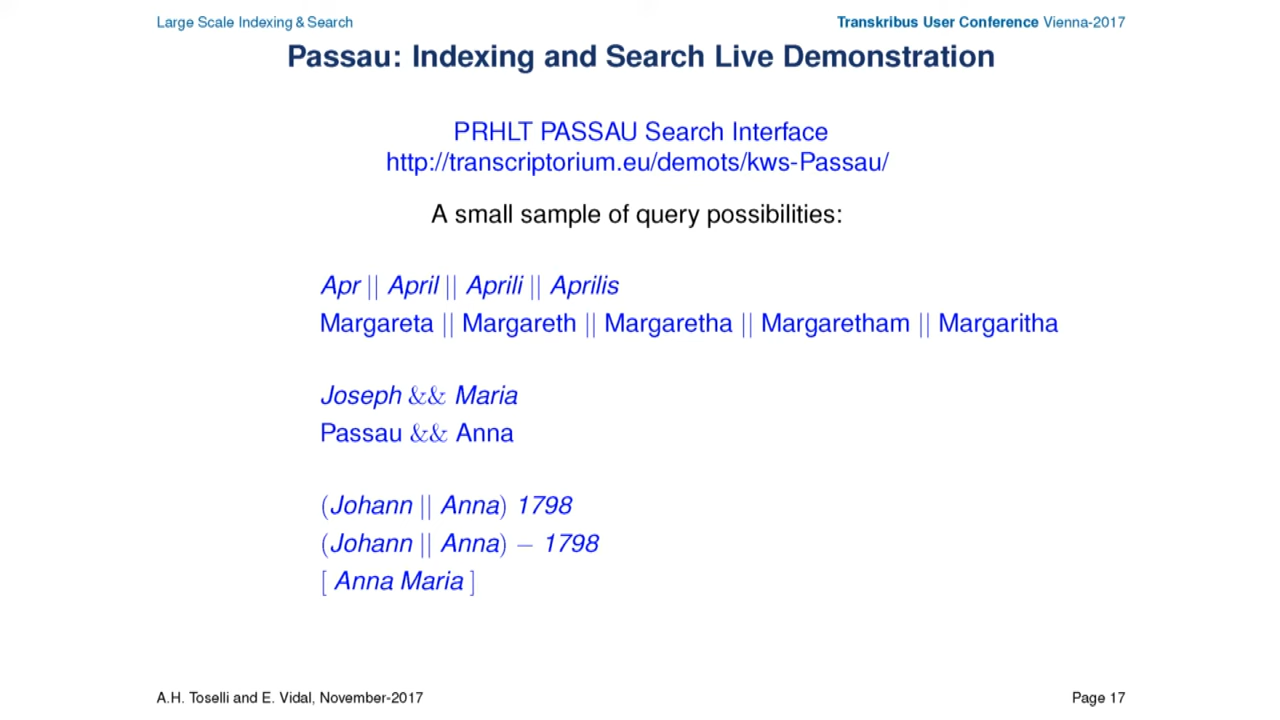 Large Scale Indexing & Search
Transkribus User Conference Vienna-2017
Passau: Indexing and Search Live Demonstration
PRHLT PASSAU Search Interface
http://transcriptorium.eu/demots/kws-Passau/
A small sample of query possibilities:
Apr || April || Aprili || Aprilis
Margareta || Margareth || Margaretha || Margaretham || Margaritha
Joseph && Maria
Passau && Anna
(Johann || Anna) 1798
(Johann || Anna) − 1798
[ Anna Maria ]
A.H. Toselli and E. Vidal, November-2017
Page 17